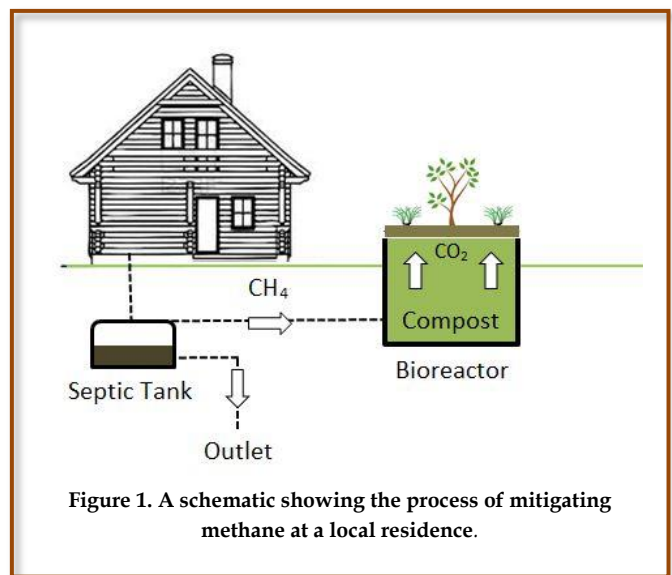 CO₂
CH₄
Compost
Bioreactor
Septic Tank
Outlet
Figure 1. A schematic showing the process of mitigating
methane at a local residence.